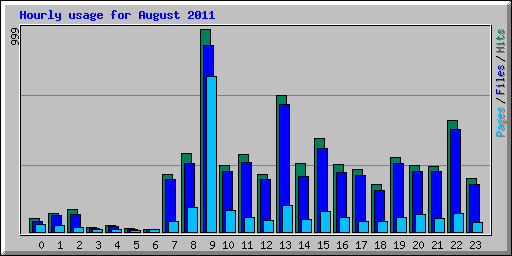 Hourly usage for August 2011
999
Pages/Files/Hits
0 1 2 3 4 5 6 7 8 9 10 11 12 13 14 15 16 17 18 19 20 21 22 23